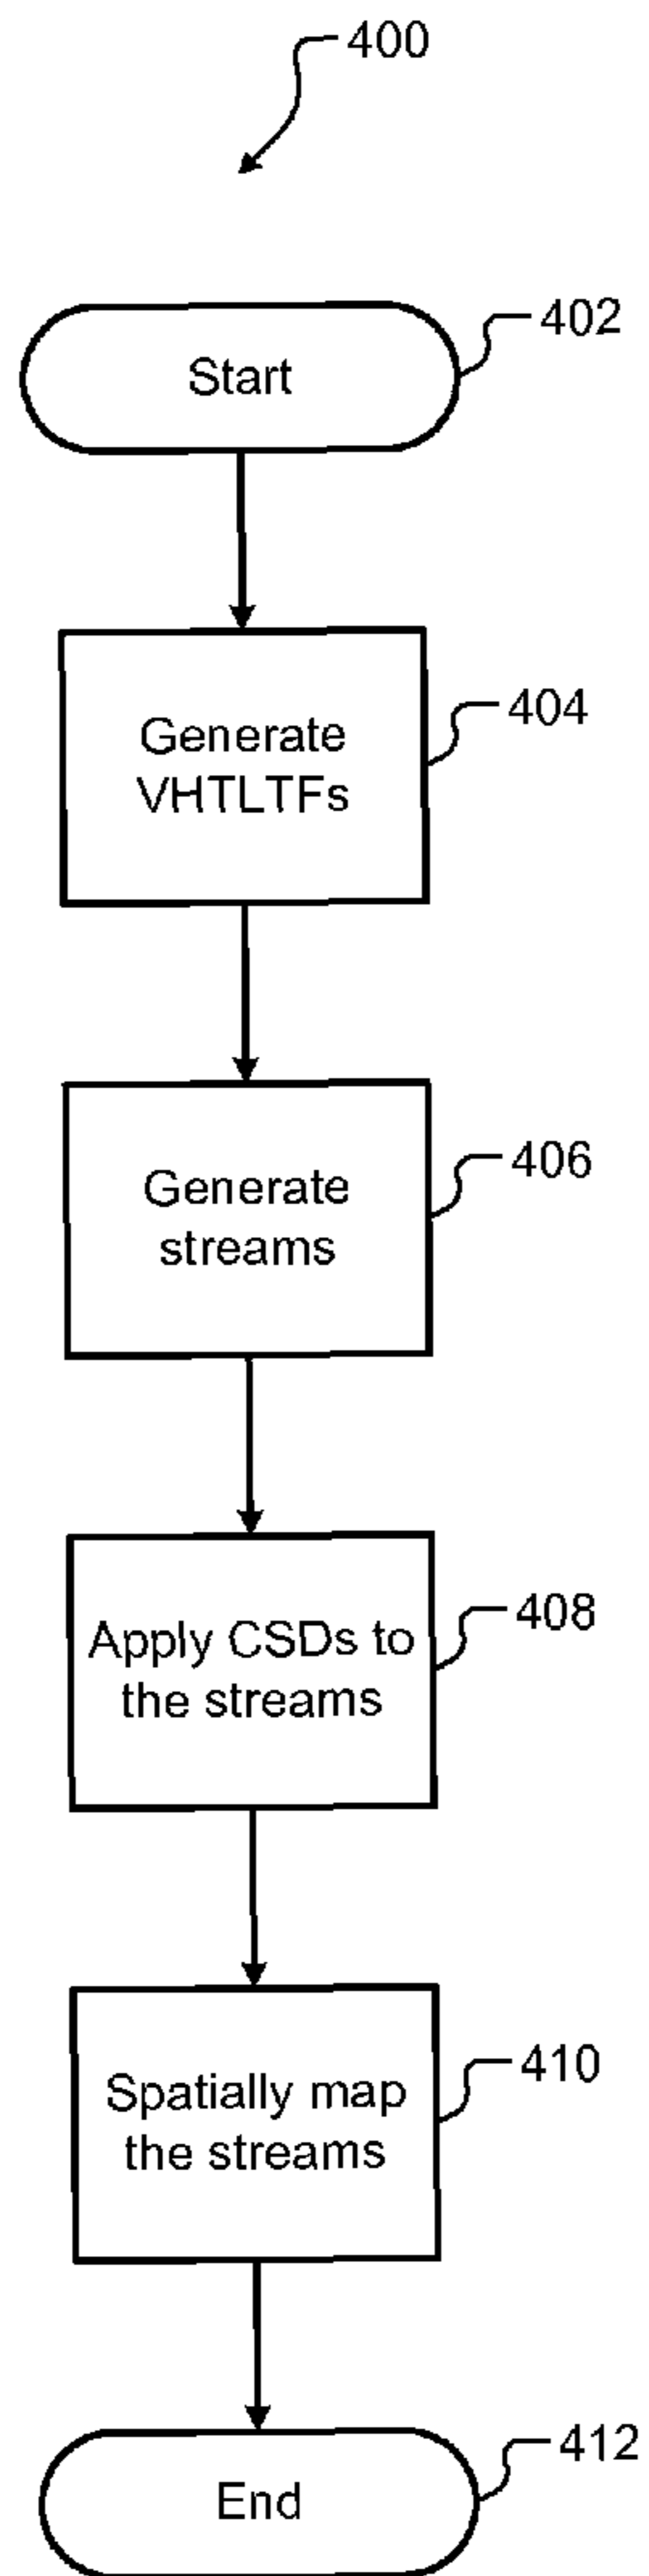 400
402
Start
404
Generate
VHTLTFs
406
Generate
streams
408
Apply CSDs to
the streams
410
Spatially map
the streams
412
End